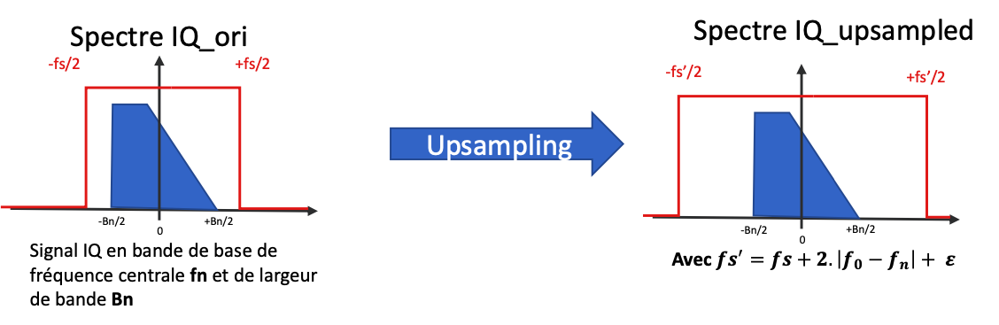 Spectre IQ_ori
-fs/2
+fs/2
-Bn/2
+Bn/2
0
Signal IQ en bande de base de
fréquence centrale fn et de largeur
de bande Bn
Upsampling
Spectre IQ_upsampled
-fs’/2
+fs’/2
-Bn/2
+Bn/2
0
Avec 𝒇𝒔′ = 𝒇𝒔 + 𝟐. |𝒇₀ − 𝒇ₙ| + 𝜺